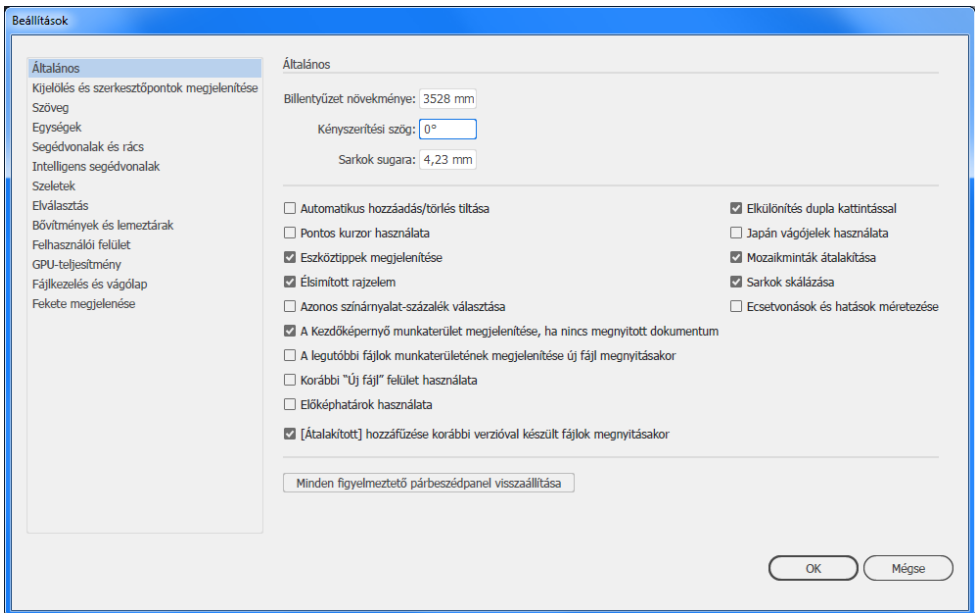 Beállítások
Általános
Kijelölés és szerkesztőpontok megjelenítése
Szöveg
Egységek
Segédvonalak és rács
Intelligens segédvonalak
Szeletek
Elválasztás
Bővítmények és lemeztárak
Felhasználói felület
GPU-teljesítmény
Fájlkezelés és vágólap
Fekete megjelenése
Általános
Billentyűzet növekménye: 3528 mm
Kényszerítési szög: 0°
Sarkok sugara: 4,23 mm
Automatikus hozzáadás/törlés tiltása
Pontos kurzor használata
Eszköztippek megjelenítése
Élsimított rajzelem
Azonos színárnyalat-százalék választása
A Kezdőképernyő munkaterület megjelenítése, ha nincs megnyitott dokumentum
A legutóbbi fájlok munkaterületének megjelenítése új fájl megnyitásakor
Korábbi “Új fájl” felület használata
Előképhatárok használata
[Átalakított] hozzáfűzése korábbi verzióval készült fájlok megnyitásakor
Elkülönítés dupla kattintással
Japán vágójelek használata
Mozaikminták átalakítása
Sarkok skálázása
Ecsetvonások és hatások méretezése
Minden figyelmeztető párbeszédpanel visszaállítása
OK
Mégse